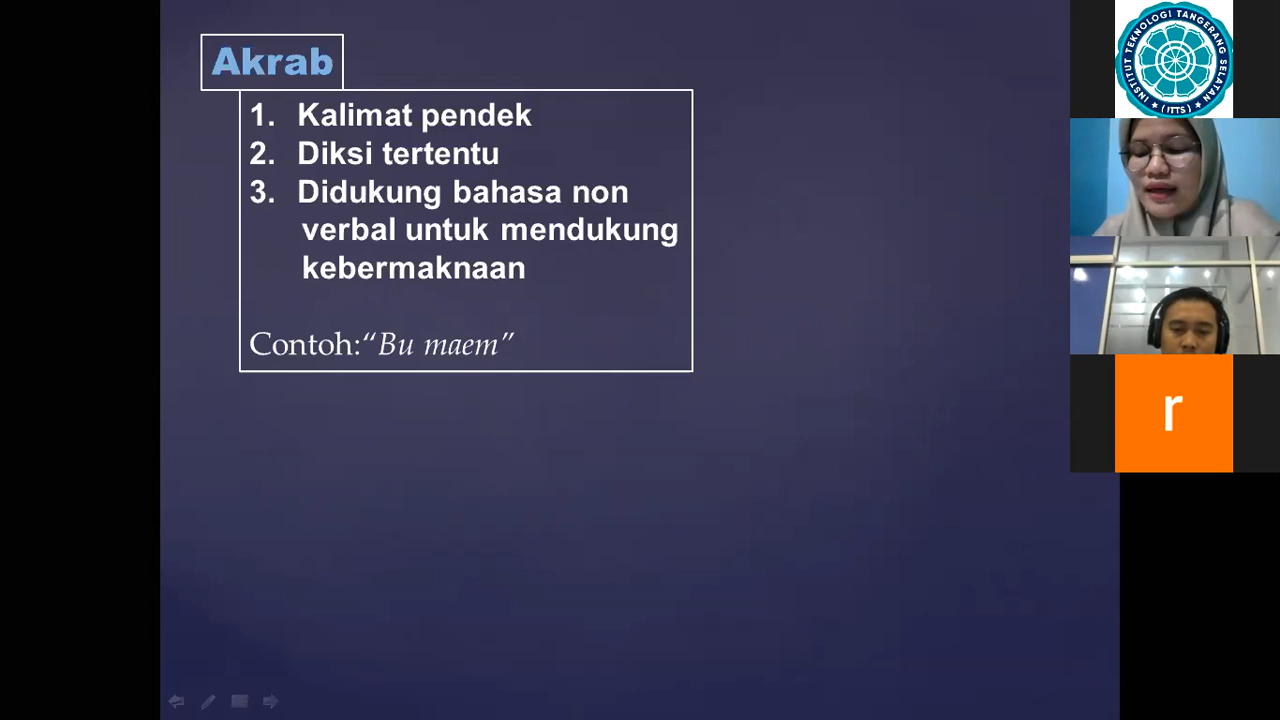 Akrab
1. Kalimat pendek
2. Diksi tertentu
3. Didukung bahasa non
verbal untuk mendukung
kebermaknaan
Contoh:“Bu maem”
INSTITUT TEKNOLOGI TANGERANG SELATAN
(ITTS)
r